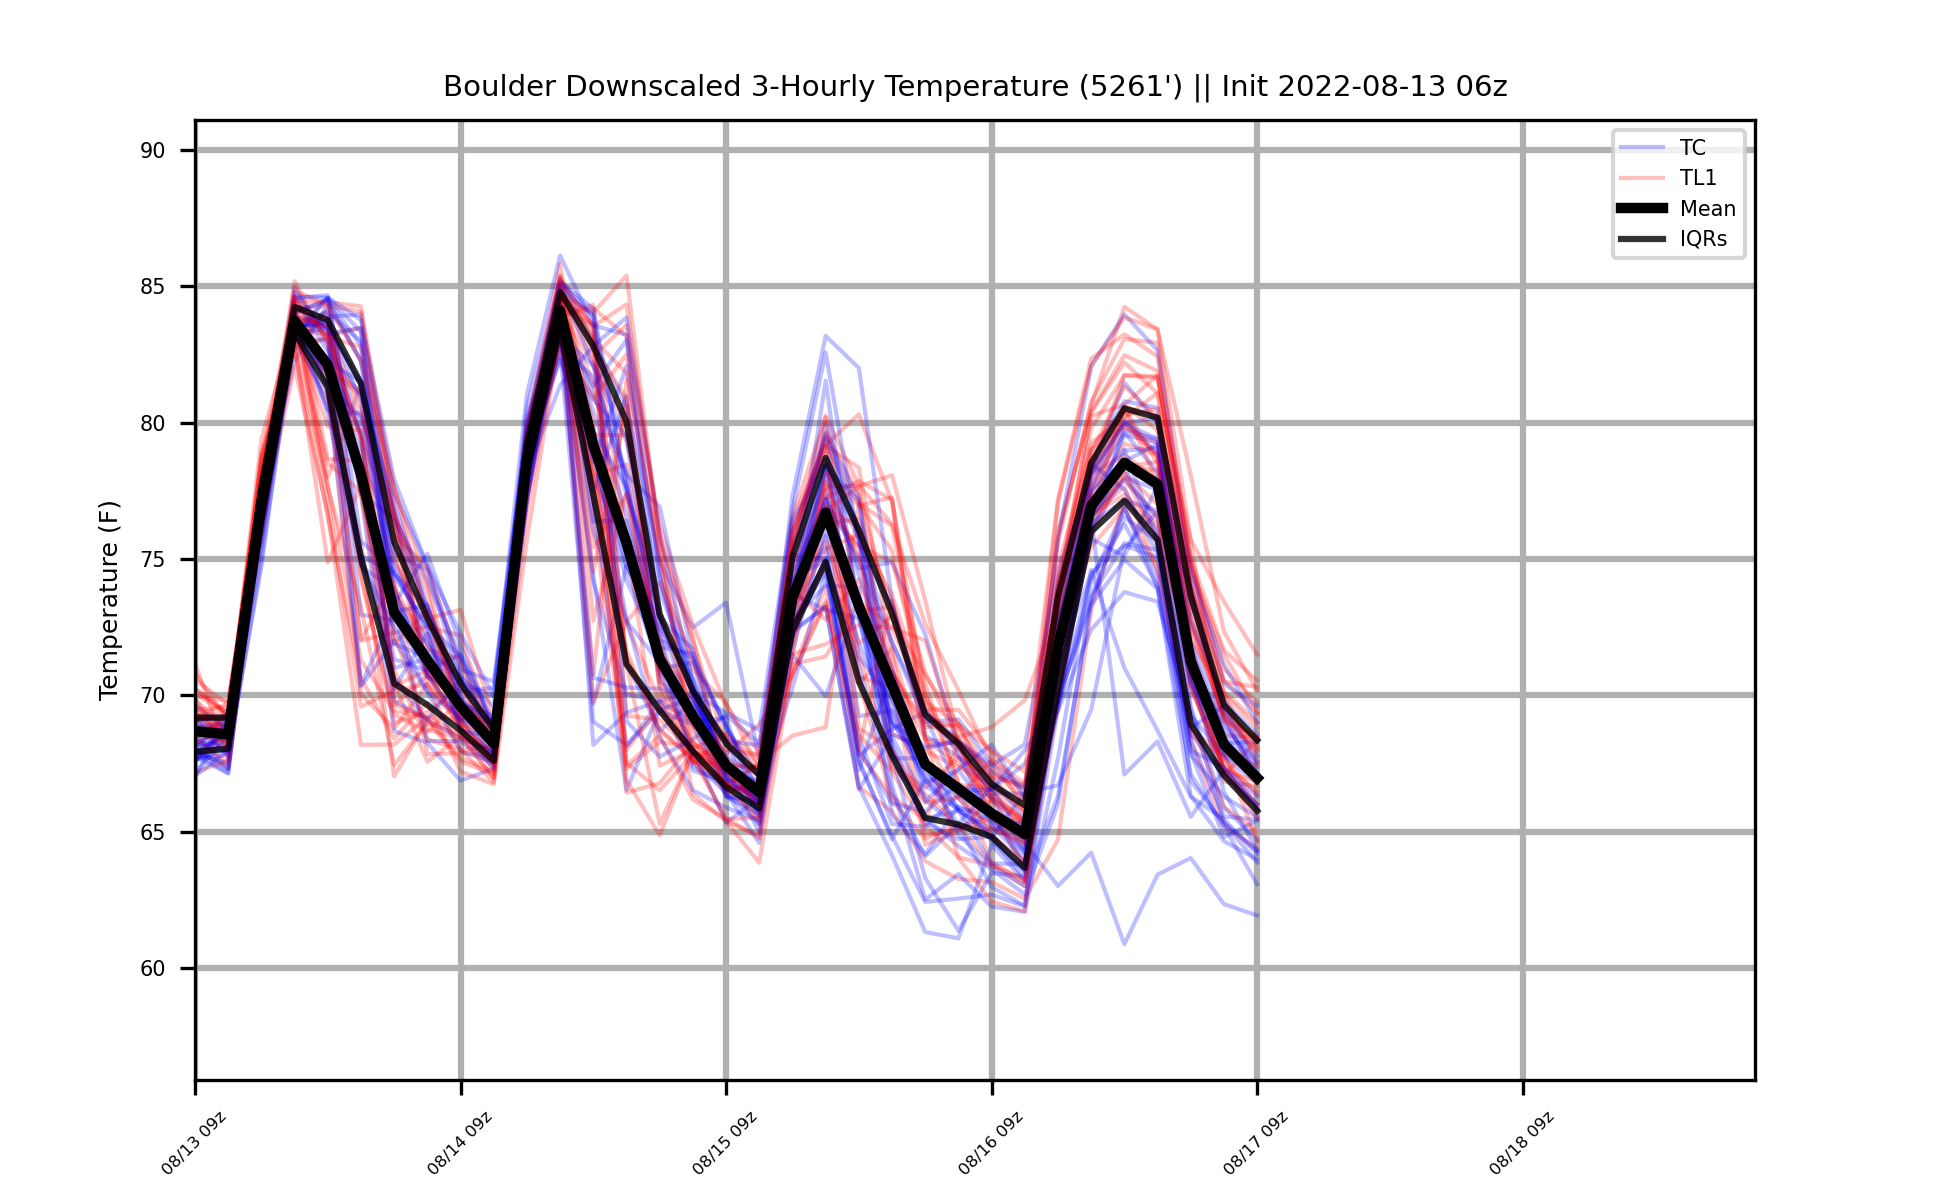 Boulder Downscaled 3-Hourly Temperature (5261') || Init 2022-08-13 06z
TC
TL1
Mean
IQRs
Temperature (F)
90
85
80
75
70
65
60
08/13 09z
08/14 09z
08/15 09z
08/16 09z
08/17 09z
08/18 09z